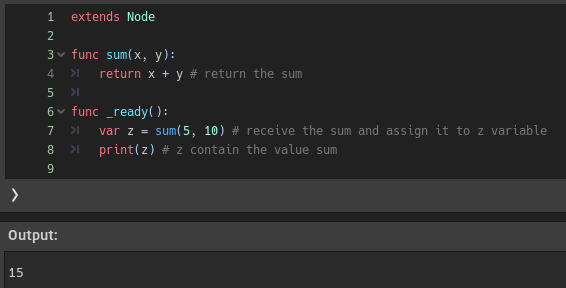 1 extends Node
2
3 func sum(x, y):
4 return x + y # return the sum
5
6 func _ready():
7 var z = sum(5, 10) # receive the sum and assign it to z variable
8 print(z) # z contain the value sum
9
Output:
15